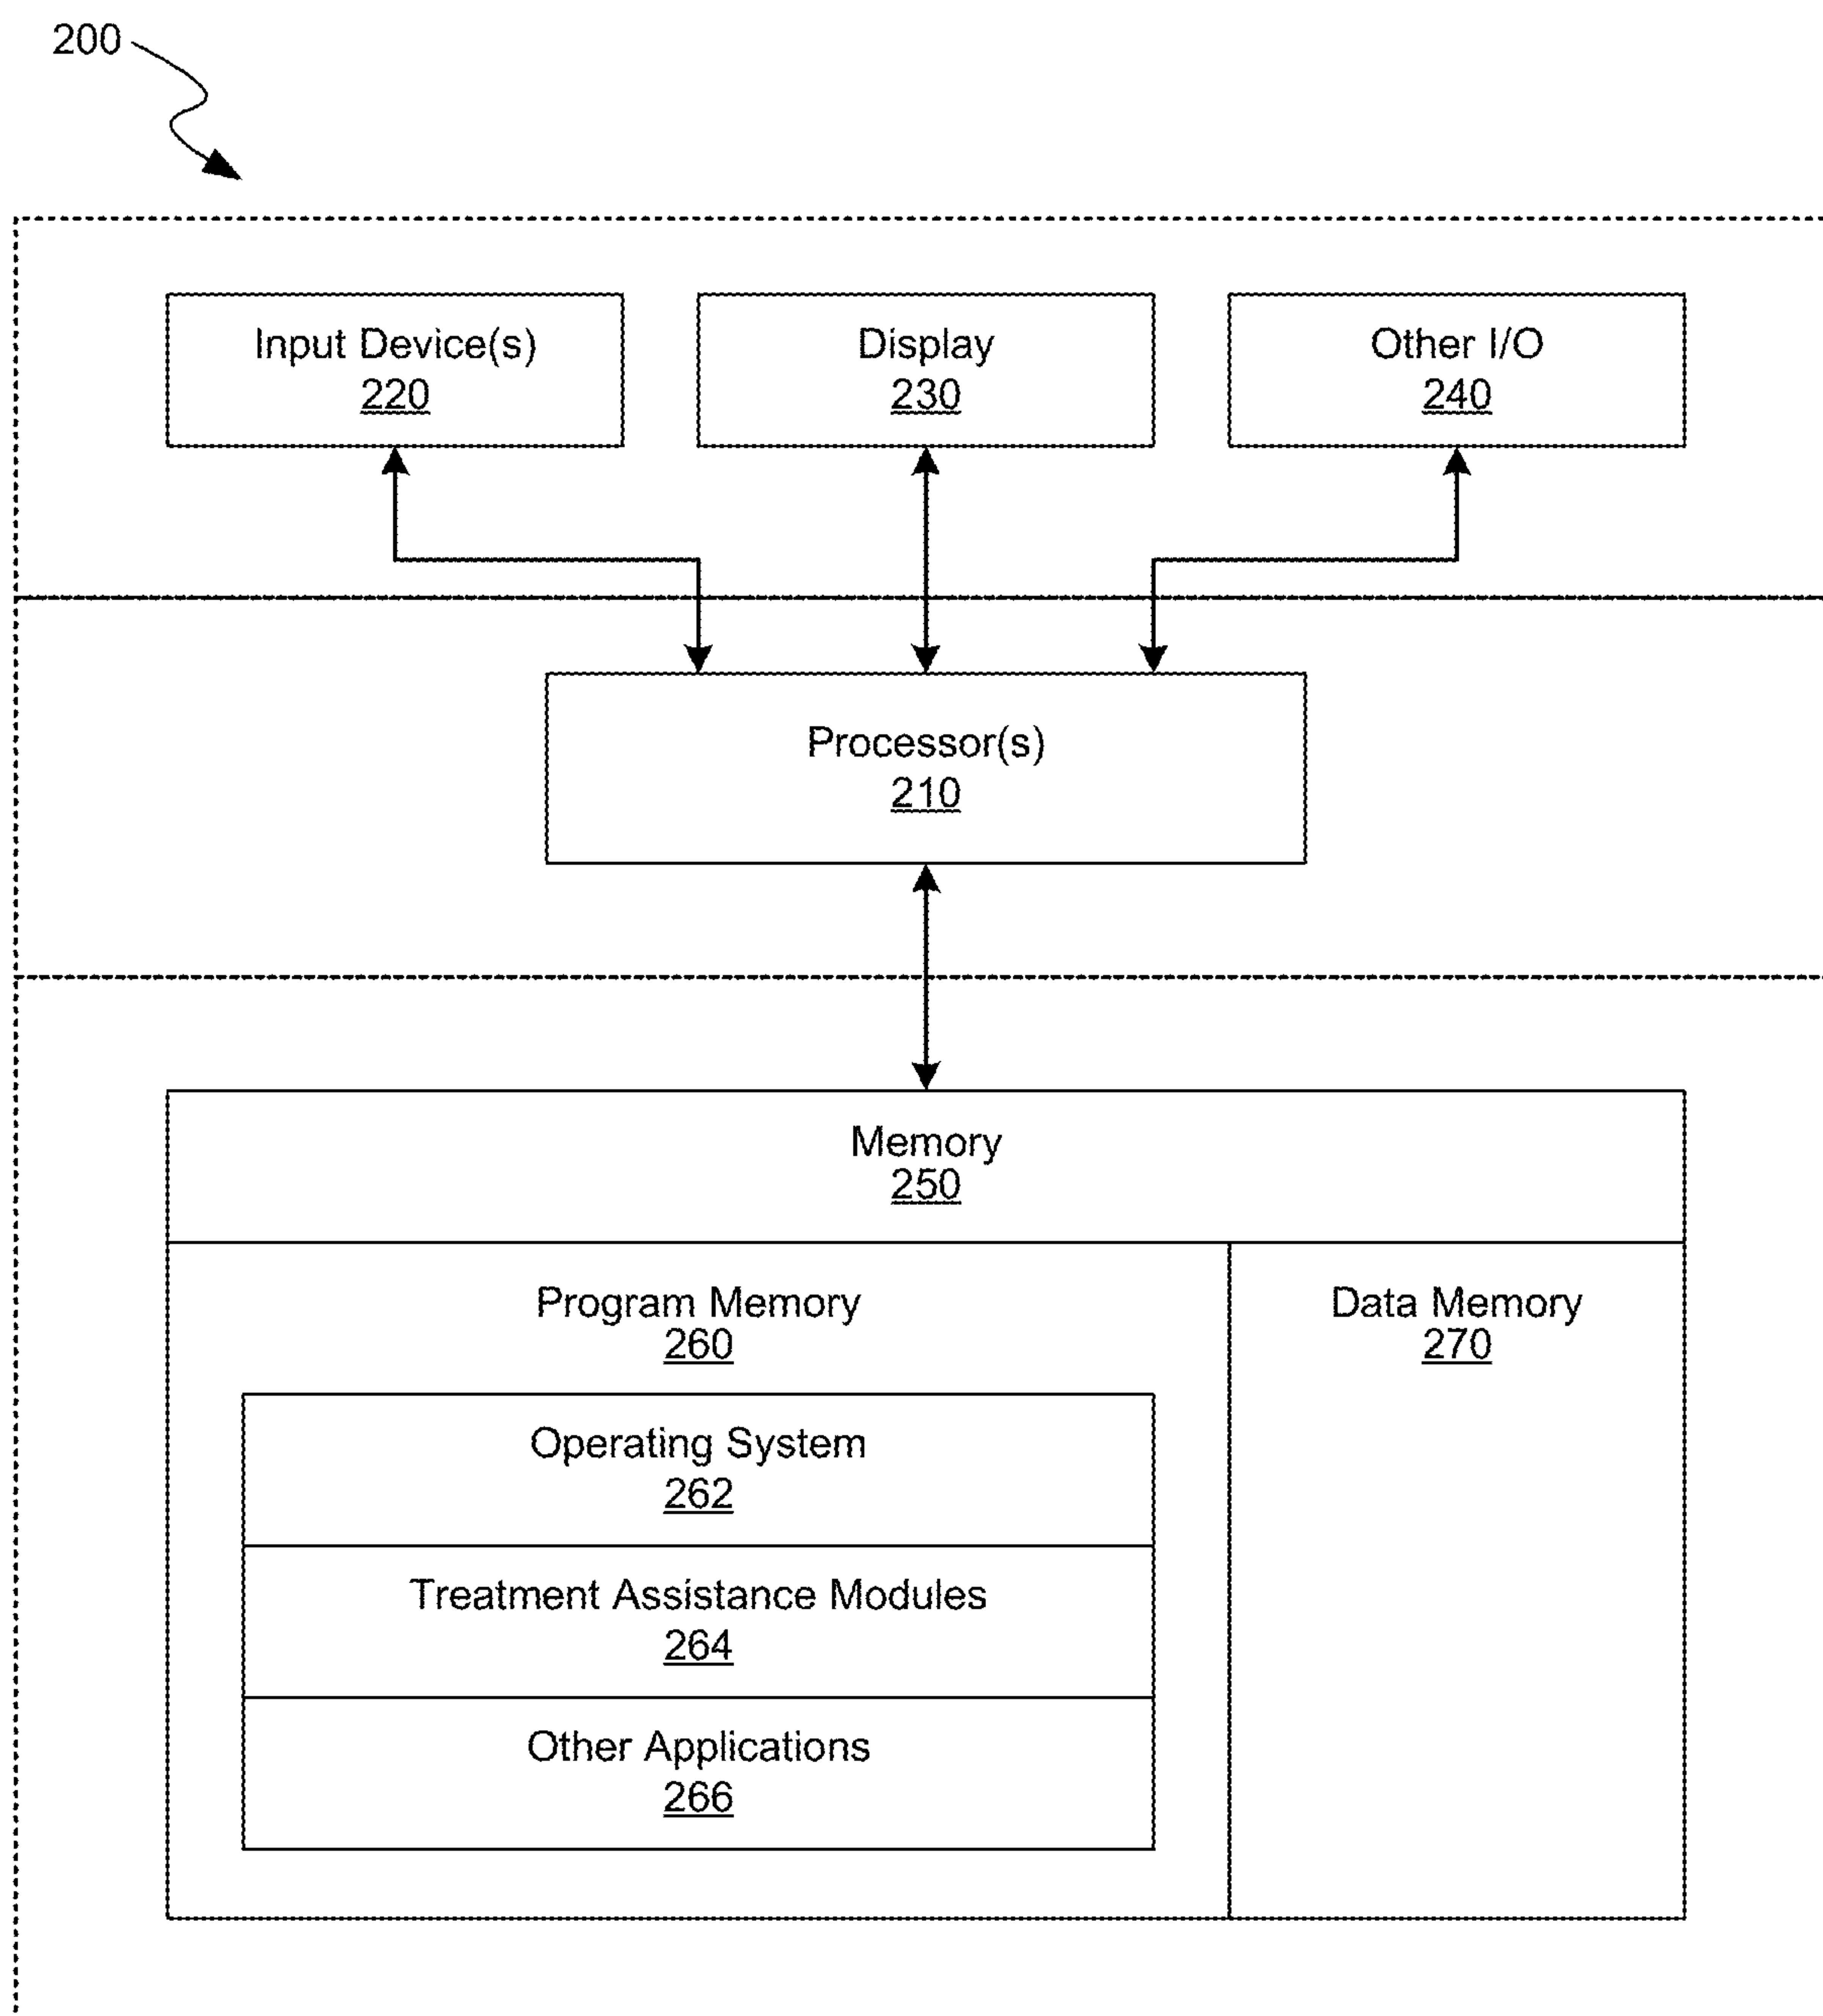 200
Input Device(s)
220
Display
230
Other I/O
240
Processor(s)
210
Memory
250
Program Memory
260
Data Memory
270
Operating System
262
Treatment Assistance Modules
264
Other Applications
266